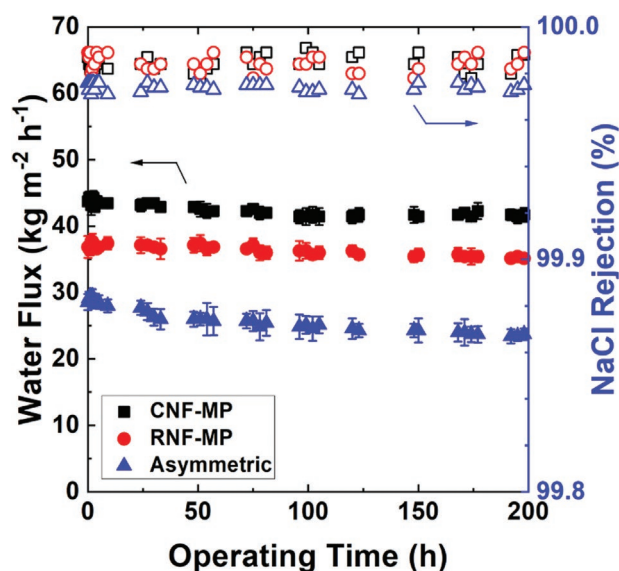 70
60
50
40
30
20
10
0
Water Flux (kg m⁻² h⁻¹)
100.0
99.9
99.8
NaCl Rejection (%)
CNF-MP
RNF-MP
Asymmetric
0 50 100 150 200
Operating Time (h)